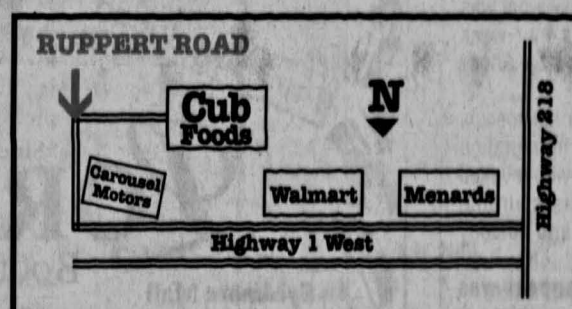 RUPPERT ROAD
Cub
Foods
N
Carousel
Motors
Walmart
Menards
Highway 218
Highway 1 West